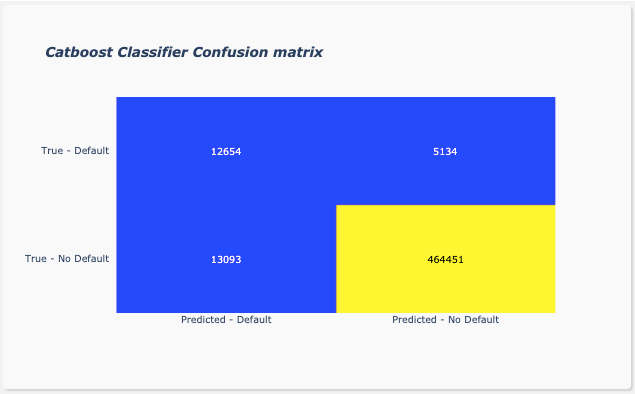 Catboost Classifier Confusion matrix
True - Default
12654
5134
True - No Default
13093
464451
Predicted - Default
Predicted - No Default